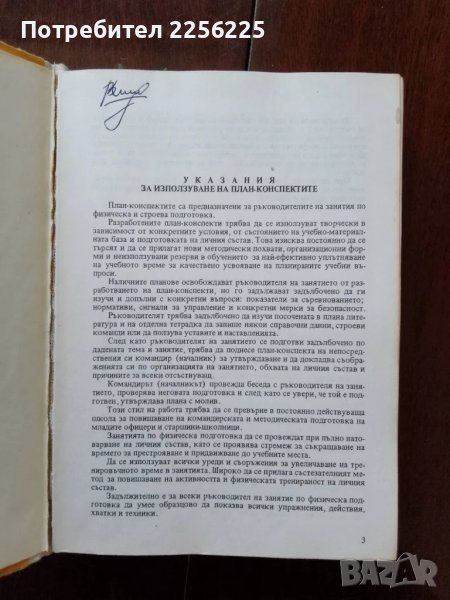 Потребител 2256225
УКАЗАНИЯ
ЗА ИЗПОЛЗУВАНЕ НА ПЛАН-КОНСПЕКТИТЕ
План-конспектите са предназначени за ръководителите на занятия по
физическа и строева подготовка.
Разработените план-конспекти трябва да се използуват творчески в
зависимост от конкретните условия, от състоянието на учебно-материал-
ната база и подготовката на личния състав. Това изисква постоянно да се
търсят и да се прилагат нови методически похвати, организационни фор-
ми и неизползувани резерви в обучението за най-ефективно уплътняване
на учебното време за качествено усвояване на планираните учебни въ-
проси.
Наличните планове освобождават ръководителя на занятието от ра-
зработването на план-конспекти, но го задължават задълбочено да ги
изучи и допълни с конкретни въпроси: показатели за съревнованието;
нормативи, сигнали за управление и конкретни мерки за безопасност.
Ръководителят трябва задълбочено да изучи посочената в плана лите-
ратура и на отделна тетрадка да запише някои справочни данни, строеви
команди или да ползува уставите и наставленията.
След като ръководителят на занятието се подготви задълбочено по
дадената тема и занятие, трябва да поднесе план-конспекта на непосред-
ствения си командир (началник) за утвърждаване и да докладва съобра-
женията си по организацията на занятието, обхвата на личния състав и
причините за всеки отсъствуващ.
Командирът (началникът) провежда беседа с ръководителя на заня-
тието, проверява неговата подготовка и след като се увери, че той е под-
готвен, утвърждава плана с молив.
Този стил на работа трябва да се превърне в постоянно действуваща
школа за повишаване на командирската и методическата подготовка на
младите офицери и старшини-школници.
Занятията по физическа подготовка да се провеждат при пълно нато-
варване на личния състав, като се проявява стремеж за съкращаване на
времето за престрояване и придвижване до учебните места.
Да се използуват всички уреди и съоръжения за увеличаване на тре-
нировъчното време в занятията. Широко да се прилага състезателният ме-
тод за повишаване на активността и физическата тренираност на личния
състав.
Задължително е за всеки ръководител на занятие по физическа под-
готовка да умее образцово да показва всички упражнения, действия,
хватки и техники.
3
BAZAR